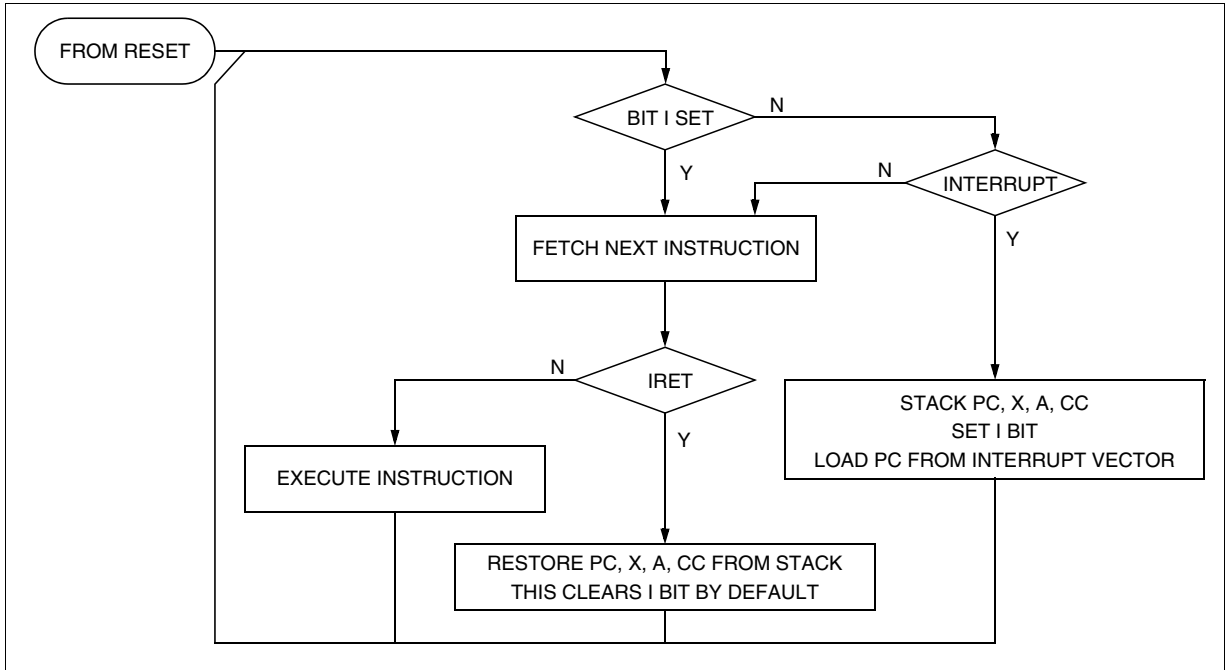 FROM RESET
BIT I SET
N
Y
N
INTERRUPT
Y
FETCH NEXT INSTRUCTION
N
IRET
Y
STACK PC, X, A, CC
SET I BIT
LOAD PC FROM INTERRUPT VECTOR
EXECUTE INSTRUCTION
RESTORE PC, X, A, CC FROM STACK
THIS CLEARS I BIT BY DEFAULT